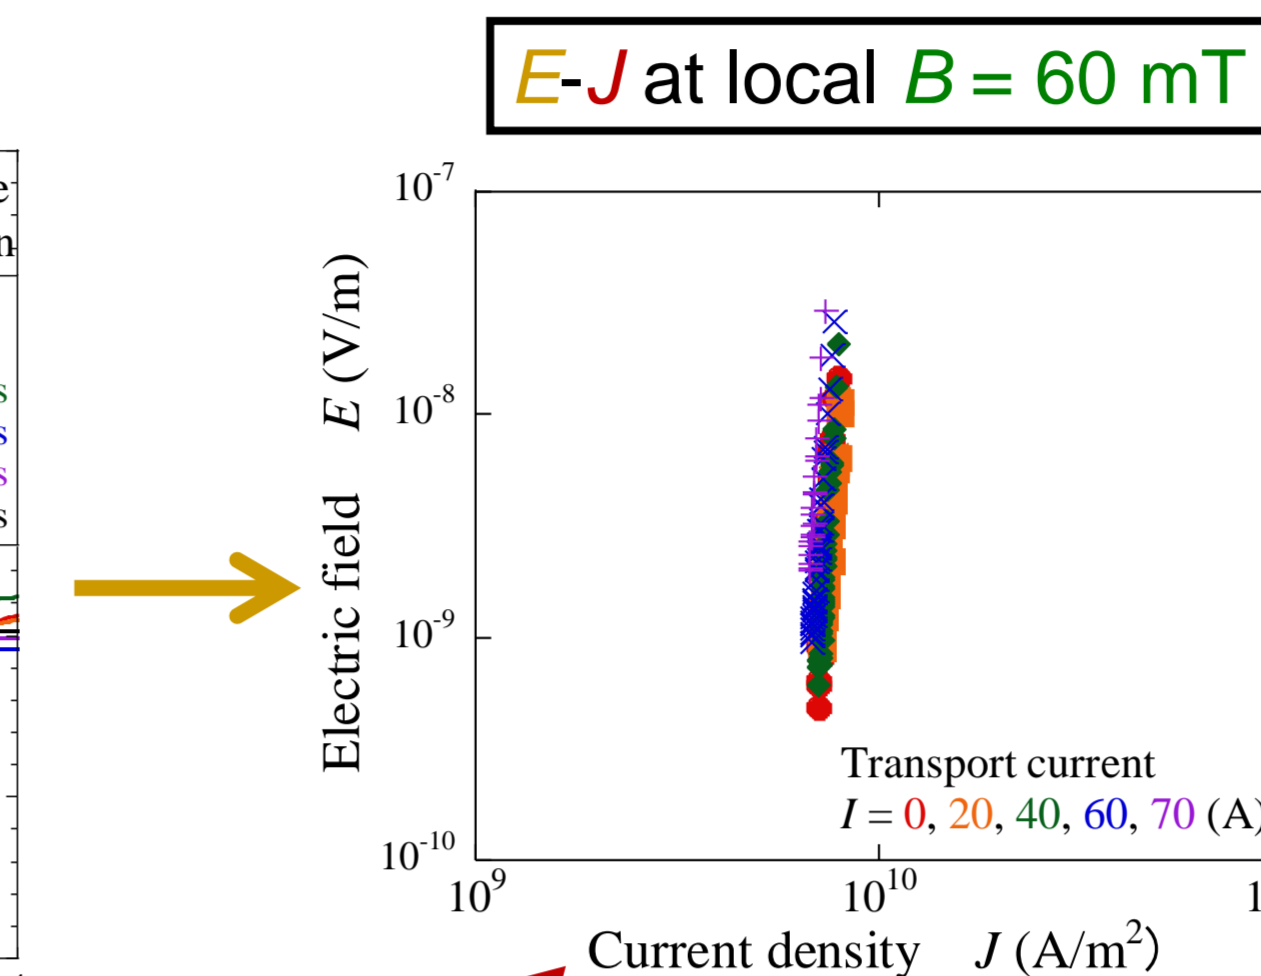 E-J at local B = 60 mT
e
n
s
s
s
s
10⁻⁷
10⁻⁸
10⁻⁹
10⁻¹⁰
Electric field E (V/m)
Transport current
I = 0, 20, 40, 60, 70 (A)
10⁹ 10¹⁰ 1
Current density J (A/m²)